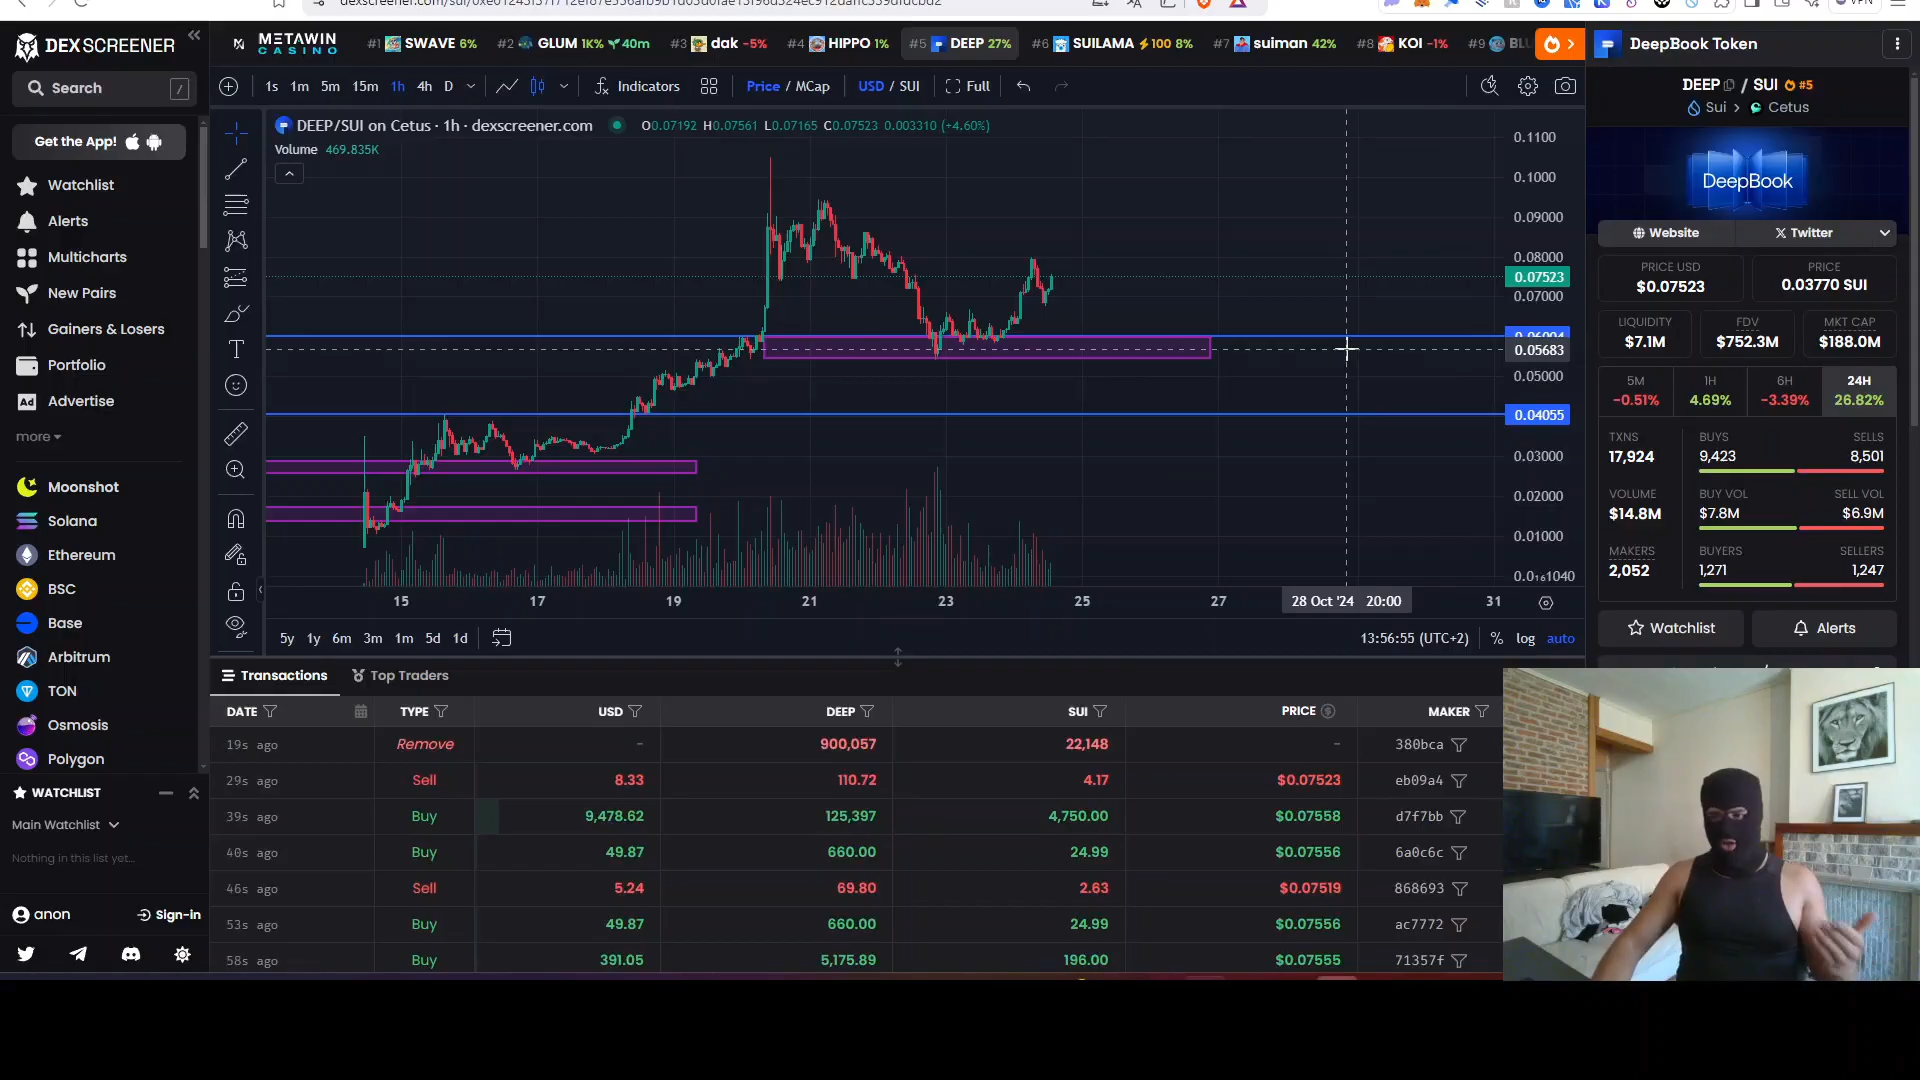 DEX SCREENER
Search
/
Get the App!
Watchlist
Alerts
Multicharts
New Pairs
Gainers & Losers
Portfolio
Advertise
more
Moonshot
Solana
Ethereum
BSC
Base
Arbitrum
TON
Osmosis
Polygon
WATCHLIST
Main Watchlist
Nothing in this list yet...
anon
Sign-in
METAWIN CASINO
#1 SWAVE 6%
#2 GLUM 1K% 40m
#3 dak -5%
#4 HIPPO 1%
#5 DEEP 27%
#6 SUILAMA 100 8%
#7 suiman 42%
#8 KOI -1%
#9
1s 1m 5m 15m 1h 4h D
Indicators
Price / MCap
USD / SUI
Full
DEEP/SUI on Cetus · 1h · dexscreener.com
O0.07192 H0.07561 L0.07165 C0.07523 0.003310 (+4.60%)
Volume 469.835K
0.1100
0.1000
0.09000
0.08000
0.07523
0.07000
0.05683
0.05000
0.04055
0.03000
0.02000
0.01000
0.0₁₆1040
15 17 19 21 23 25 27 28 Oct '24 20:00 31
5y 1y 6m 3m 1m 5d 1d
13:56:55 (UTC+2) % log auto
Transactions
Top Traders
DATE TYPE USD DEEP SUI PRICE MAKER
19s ago Remove - 900,057 22,148 - 380bca
29s ago Sell 8.33 110.72 4.17 $0.07523 eb09a4
39s ago Buy 9,478.62 125,397 4,750.00 $0.07558 d7f7bb
40s ago Buy 49.87 660.00 24.99 $0.07556 6a0c6c
46s ago Sell 5.24 69.80 2.63 $0.07519 868693
53s ago Buy 49.87 660.00 24.99 $0.07556 ac7772
58s ago Buy 391.05 5,175.89 196.00 $0.07555 71357f
VPN
DeepBook Token
DEEP / SUI #5
Sui > Cetus
DeepBook
Website
Twitter
PRICE USD
$0.07523
PRICE
0.03770 SUI
LIQUIDITY
$7.1M
FDV
$752.3M
MKT CAP
$188.0M
5M
-0.51%
1H
4.69%
6H
-3.39%
24H
26.82%
TXNS
17,924
BUYS
9,423
SELLS
8,501
VOLUME
$14.8M
BUY VOL
$7.8M
SELL VOL
$6.9M
MAKERS
2,052
BUYERS
1,271
SELLERS
1,247
Watchlist
Alerts